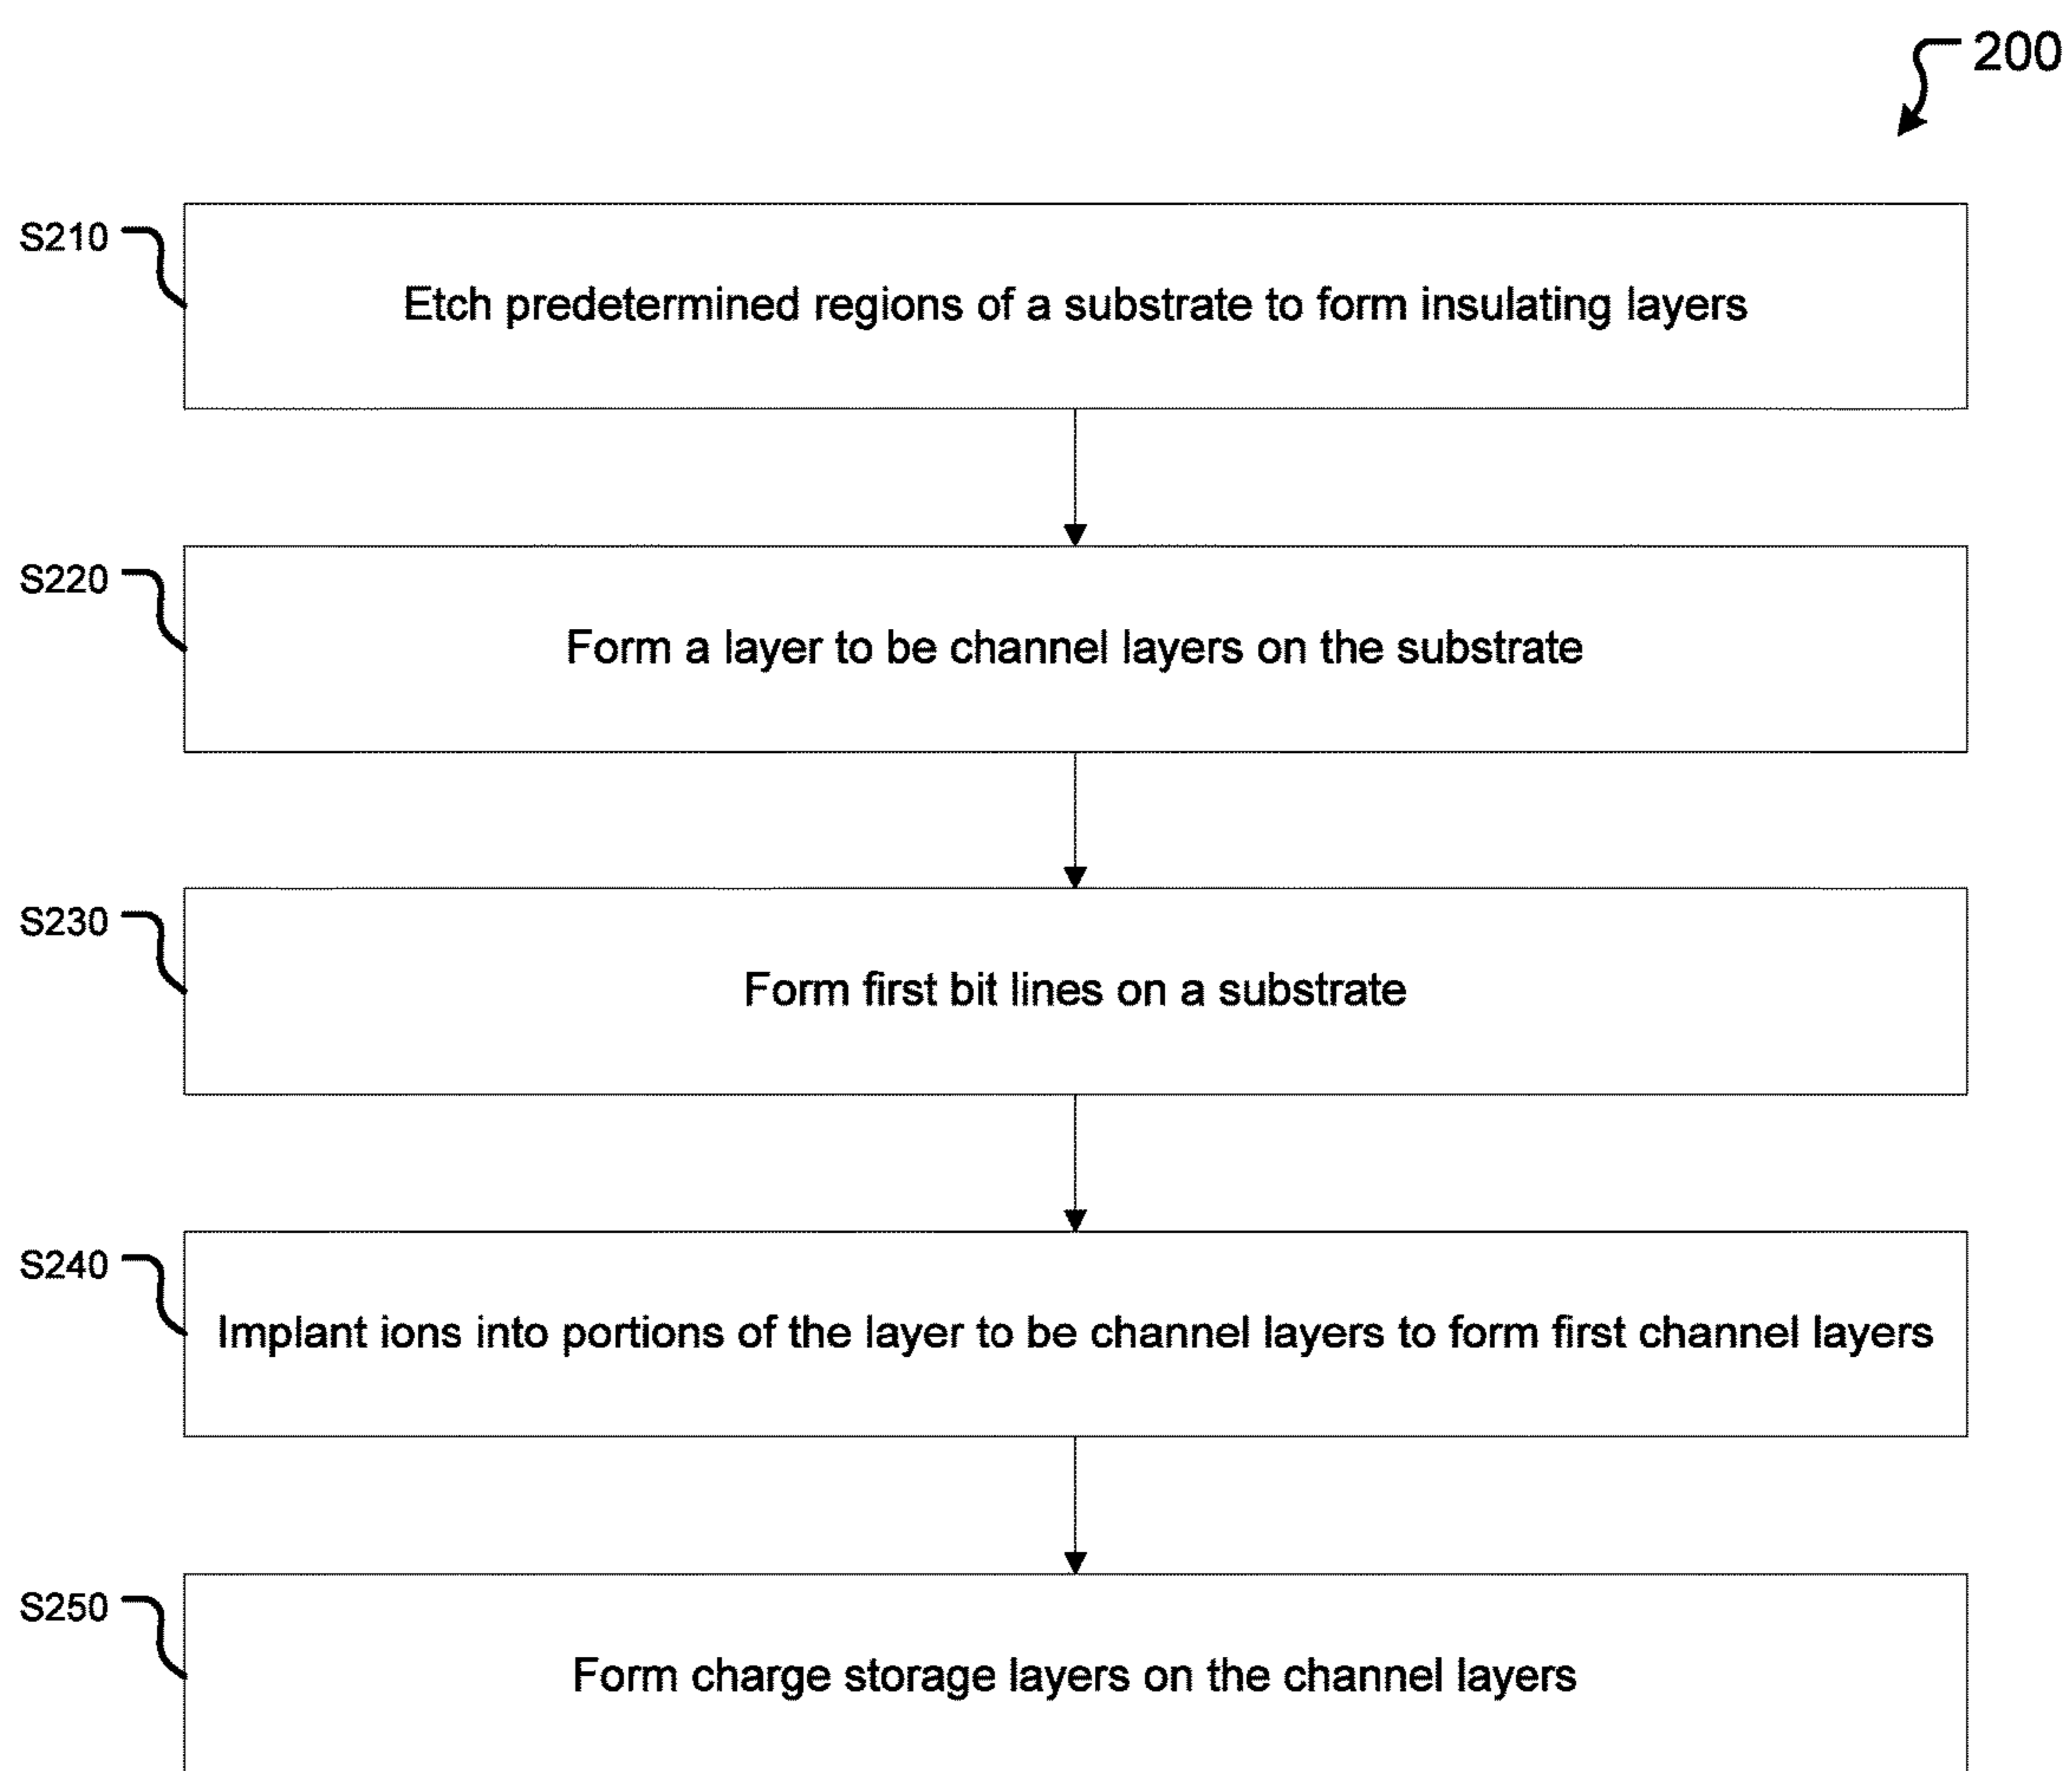 200
S210
Etch predetermined regions of a substrate to form insulating layers
S220
Form a layer to be channel layers on the substrate
S230
Form first bit lines on a substrate
S240
Implant ions into portions of the layer to be channel layers to form first channel layers
S250
Form charge storage layers on the channel layers